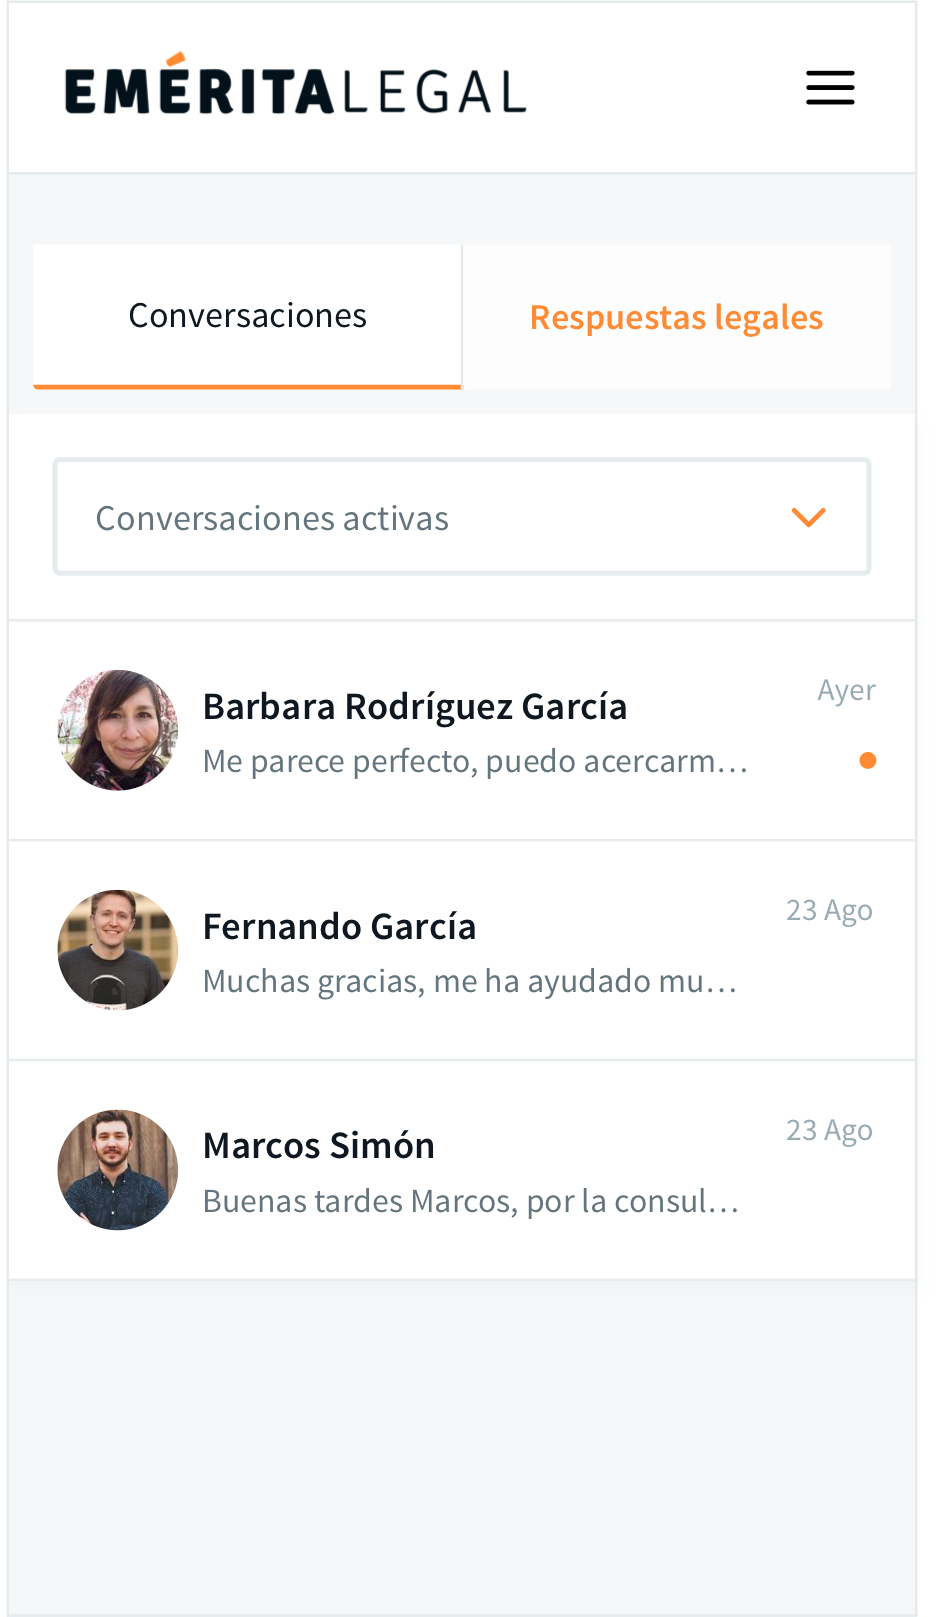 EMÉRITALEGAL
Conversaciones
Respuestas legales
Conversaciones activas
Barbara Rodríguez García
Ayer
Me parece perfecto, puedo acercarm...
Fernando García
23 Ago
Muchas gracias, me ha ayudado mu...
Marcos Simón
23 Ago
Buenas tardes Marcos, por la consul...